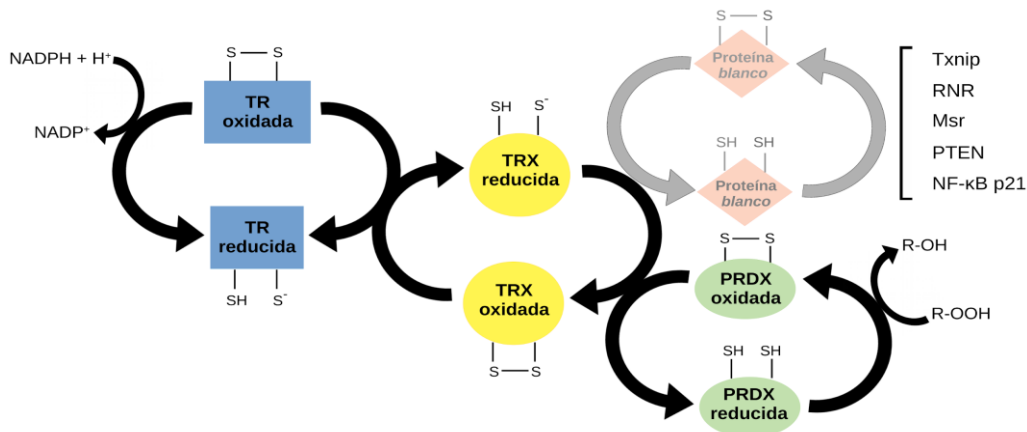 NADPH + H⁺
NADP⁺
S S
TR
oxidada
TR
reducida
SH S⁻
SH S⁻
TRX
reducida
TRX
oxidada
S S
S S
Proteína
blanco
SH SH
Proteína
blanco
Txnip
RNR
Msr
PTEN
NF-κB p21
S S
PRDX
oxidada
SH SH
PRDX
reducida
R-OH
R-OOH